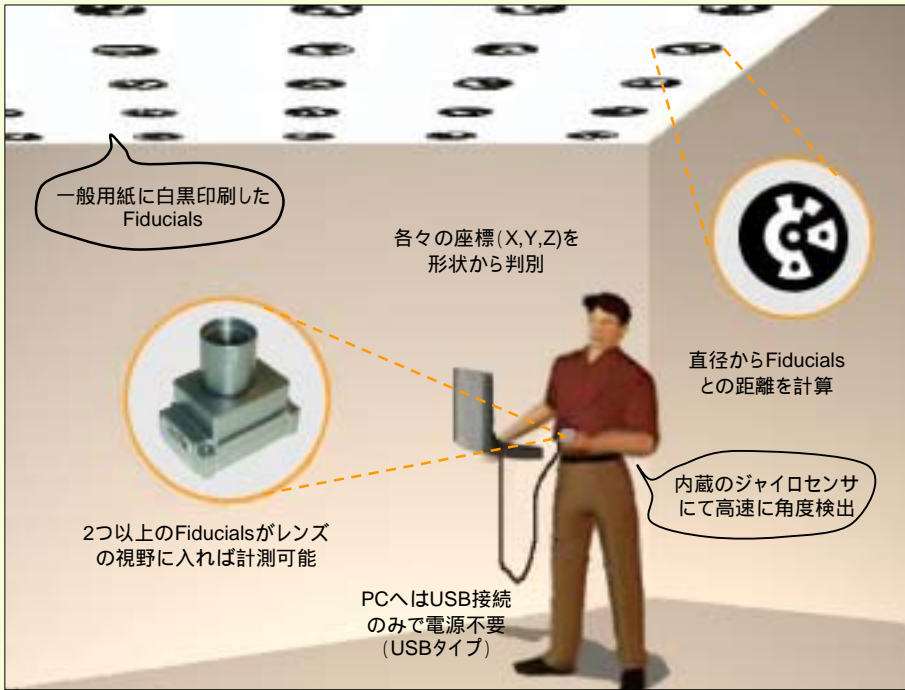 一般用紙に白黒印刷した
Fiducials
各々の座標(X,Y,Z)を
形状から判別
直径からFiducials
との距離を計算
内蔵のジャイロセンサ
にて高速に角度検出
2つ以上のFiducialsがレンズ
の視野に入れば計測可能
PCへはUSB接続
のみで電源不要
(USBタイプ)